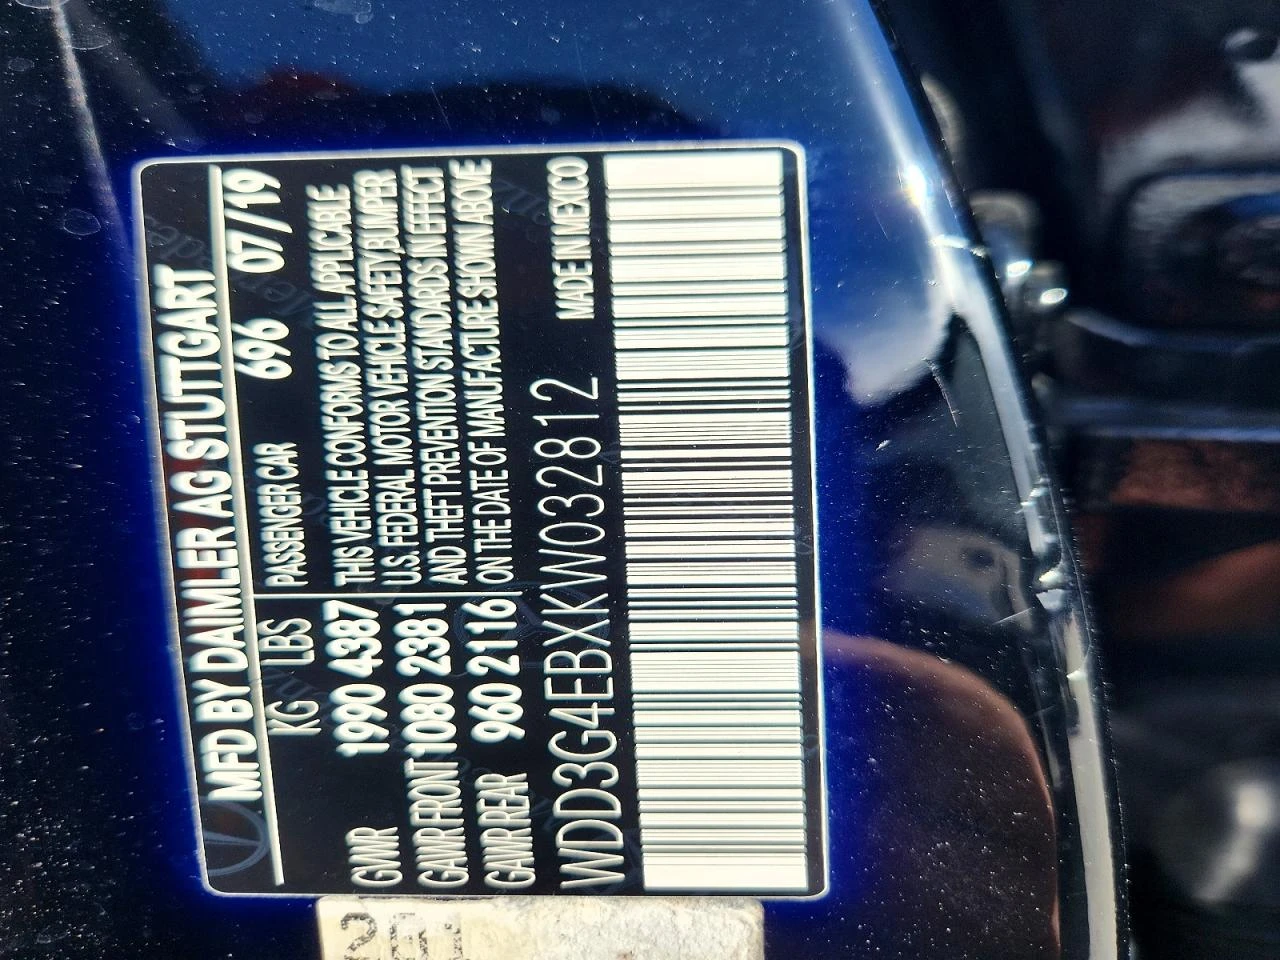 MFD BY DAIMLER AG STUTTGART
KG LBS PASSENGER CAR 696 07/19
GVWR 1990 4387 THIS VEHICLE CONFORMS TO ALL APPLICABLE
GAWR FRONT 1080 2381 U.S. FEDERAL MOTOR VEHICLE SAFETY,BUMPER
GAWR REAR 960 2116 AND THEFT PREVENTION STANDARDS IN EFFECT
ON THE DATE OF MANUFACTURE SHOWN ABOVE
MADE IN MEXICO
WDD3G4EBXKW032812